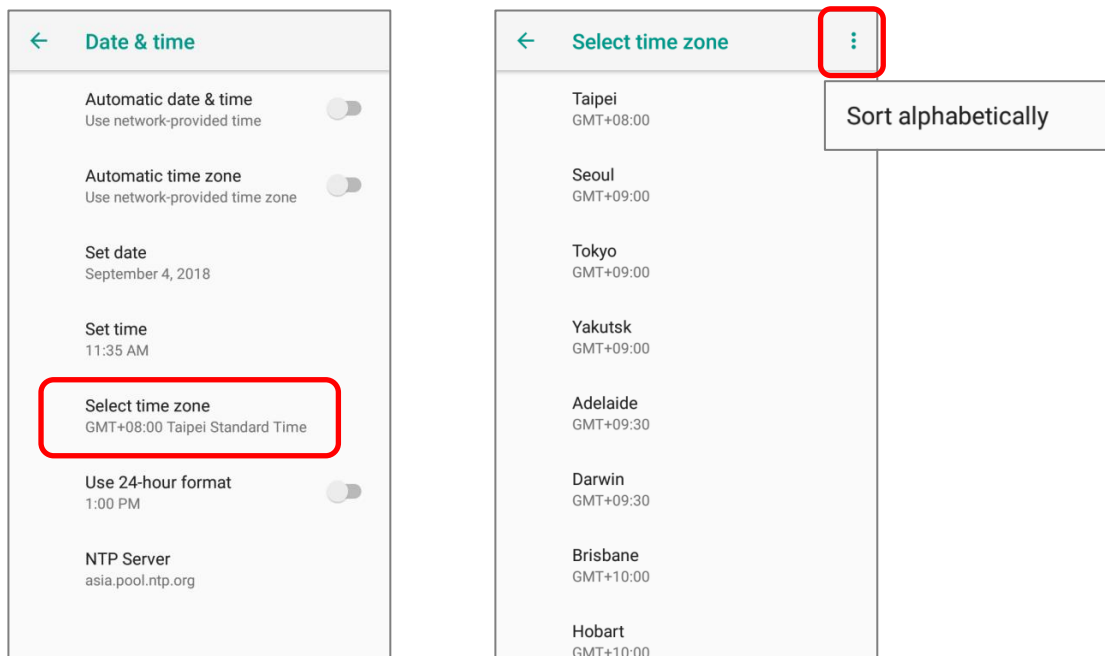 Date & time
Automatic date & time
Use network-provided time
Automatic time zone
Use network-provided time zone
Set date
September 4, 2018
Set time
11:35 AM
Select time zone
GMT+08:00 Taipei Standard Time
Use 24-hour format
1:00 PM
NTP Server
asia.pool.ntp.org
Select time zone
Sort alphabetically
Taipei
GMT+08:00
Seoul
GMT+09:00
Tokyo
GMT+09:00
Yakutsk
GMT+09:00
Adelaide
GMT+09:30
Darwin
GMT+09:30
Brisbane
GMT+10:00
Hobart
GMT+10:00